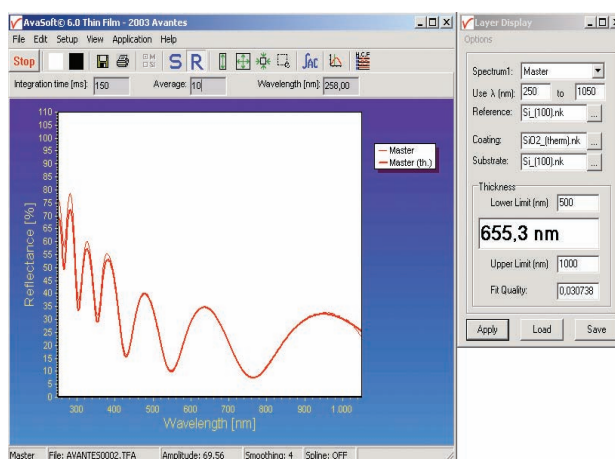 AvaSoft© 6.0 Thin Film - 2003 Avantes
File Edit Setup View Application Help
Stop S R
Integration time [ms]: 150 Average: 10 Wavelength [nm]: 258,00
Reflectance [%]
110
105
100
95
90
85
80
75
70
65
60
55
50
45
40
35
30
25
20
15
10
5
0
300 400 500 600 700 800 900 1.000
Wavelength [nm]
Master
Master (th.)
Master File: AVANTES0002.TFA Amplitude: 69.56 Smoothing: 4 Spline: OFF
Layer Display
Options
Spectrum1: Master
Use λ (nm): 250 to 1050
Reference: Si_(100).nk ...
Coating: SiO2_(therm).nk ...
Substrate: Si_(100).nk ...
Thickness
Lower Limit (nm) 500
655,3 nm
Upper Limit (nm) 1000
Fit Quality: 0,030738
Apply Load Save